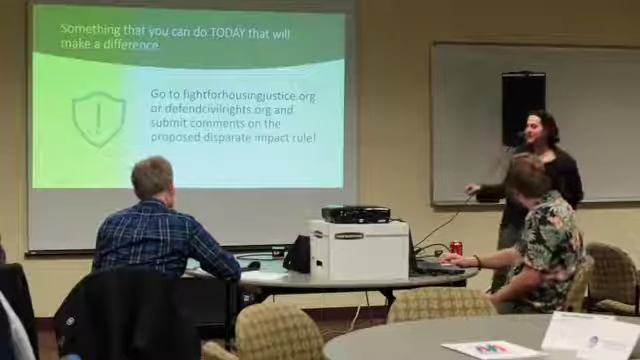 Something that you can do TODAY that will
make a difference
Go to fightforhousingjustice.org
or defendcivilrights.org and
submit comments on the
proposed disparate impact rule!